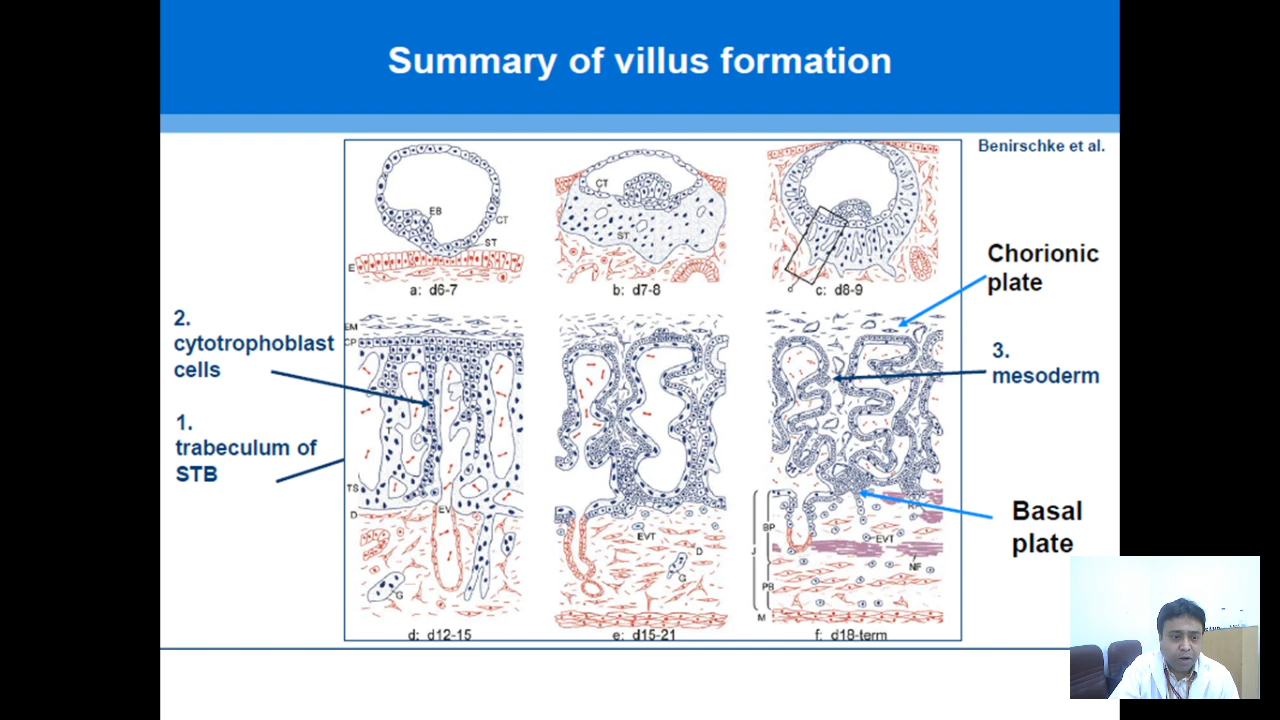 Summary of villus formation
Benirschke et al.
EB
CT
ST
E
a: d6-7
CT
ST
b: d7-8
c: d8-9
Chorionic
plate
2.
cytotrophoblast
cells
1.
trabeculum of
STB
EM
CP
T
TS
D
EV
G
d: d12-15
EVT
D
G
e: d15-21
3.
mesoderm
Basal
plate
BP
J
EVT
NF
PB
M
f: d18-term